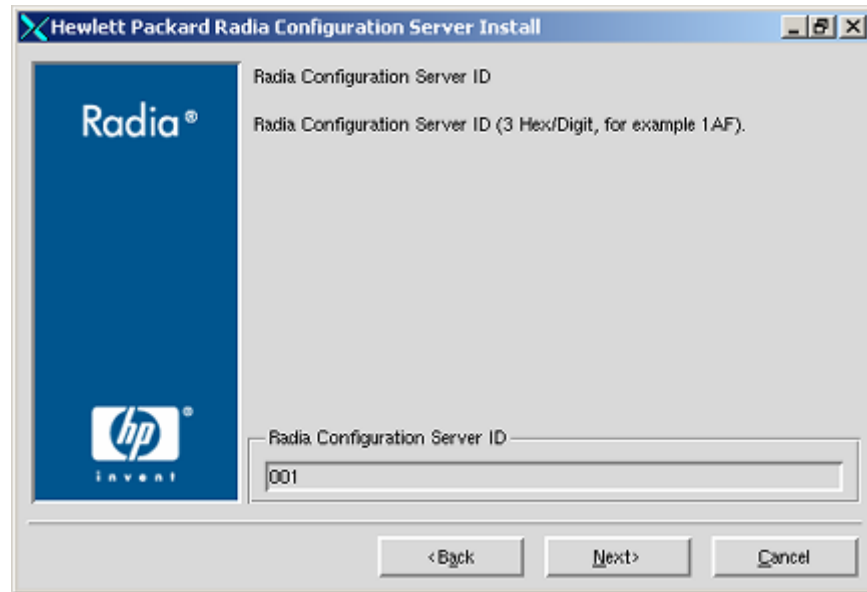 Hewlett Packard Radia Configuration Server Install
Radia®
Radia Configuration Server ID
Radia Configuration Server ID (3 Hex/Digit, for example 1AF).
hp®
invent
Radia Configuration Server ID
001
<Back
Next>
Cancel